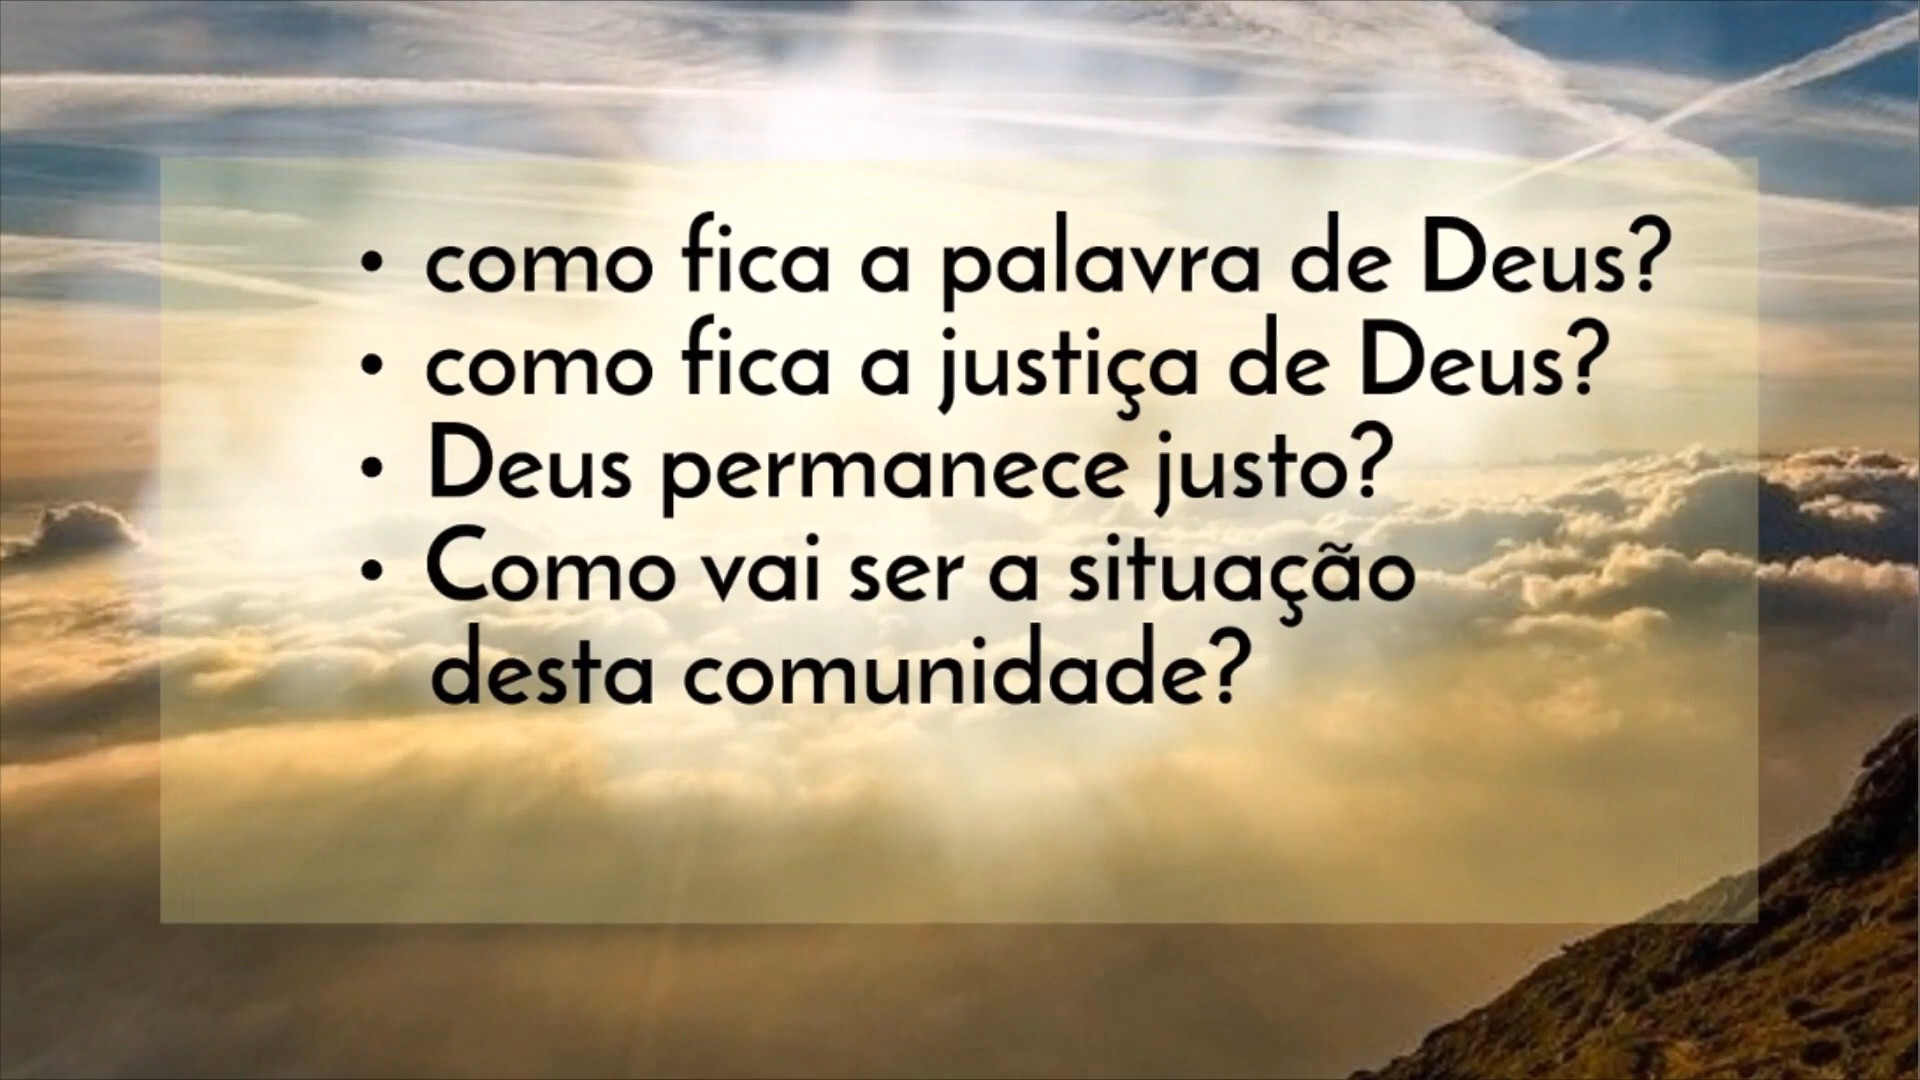 • como fica a palavra de Deus?
• como fica a justiça de Deus?
• Deus permanece justo?
• Como vai ser a situação
desta comunidade?